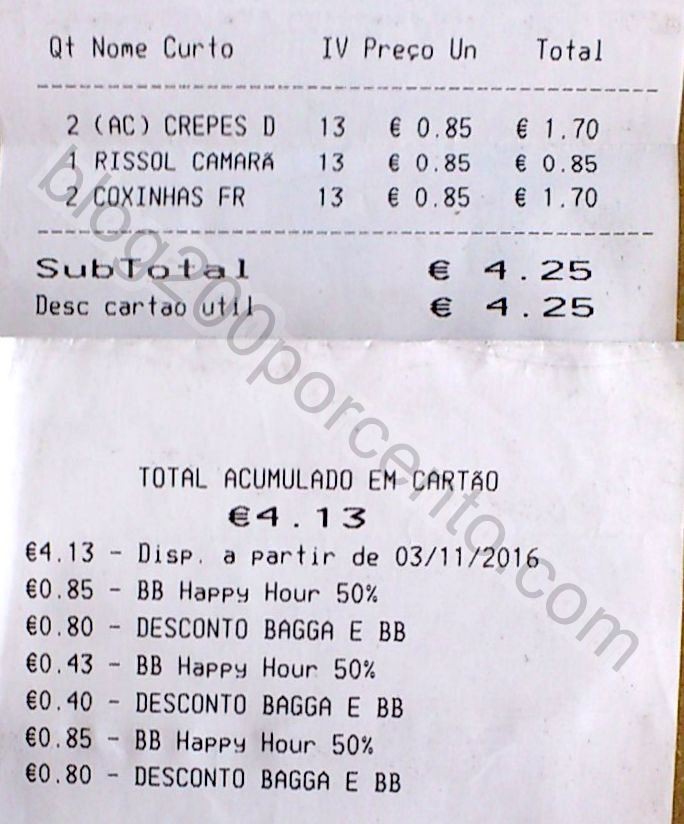 Qt Nome Curto IV Preço Un Total
2 (AC) CREPES D 13 € 0.85 € 1.70
1 RISSOL CAMARÃ 13 € 0.85 € 0.85
2 COXINHAS FR 13 € 0.85 € 1.70
SubTotal € 4.25
Desc cartao util € 4.25
TOTAL ACUMULADO EM CARTÃO
€4.13
€4.13 - Disp. a partir de 03/11/2016
€0.85 - BB Happy Hour 50%
€0.80 - DESCONTO BAGGA E BB
€0.43 - BB Happy Hour 50%
€0.40 - DESCONTO BAGGA E BB
€0.85 - BB Happy Hour 50%
€0.80 - DESCONTO BAGGA E BB
blog200porcento.com